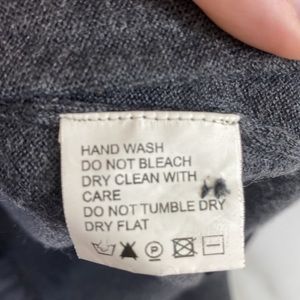 HAND WASH
DO NOT BLEACH
DRY CLEAN WITH
CARE
DO NOT TUMBLE DRY
DRY FLAT
P